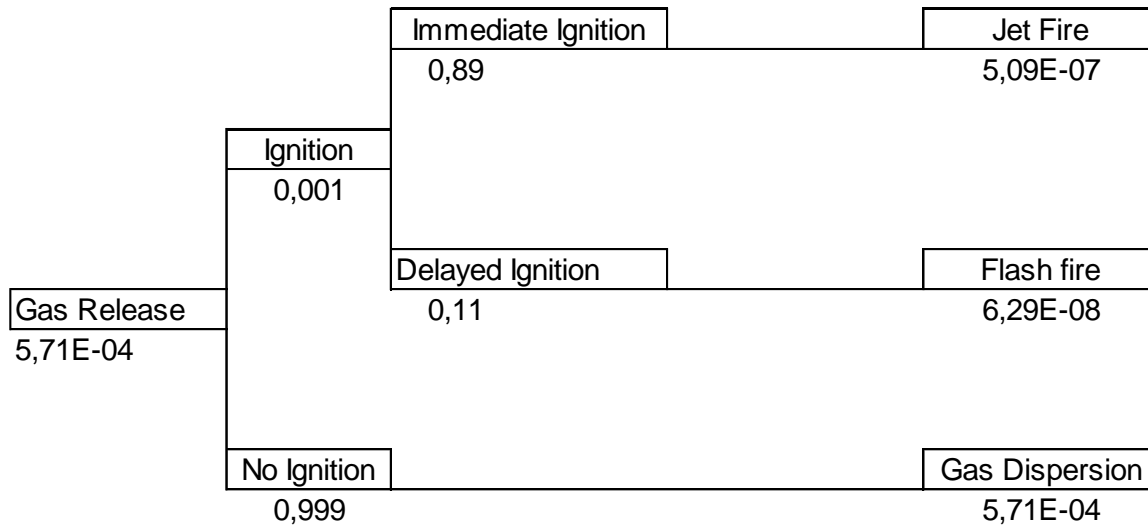 Immediate Ignition
Jet Fire
0,89
5,09E-07
Ignition
0,001
Delayed Ignition
Flash fire
0,11
6,29E-08
Gas Release
5,71E-04
No Ignition
Gas Dispersion
0,999
5,71E-04